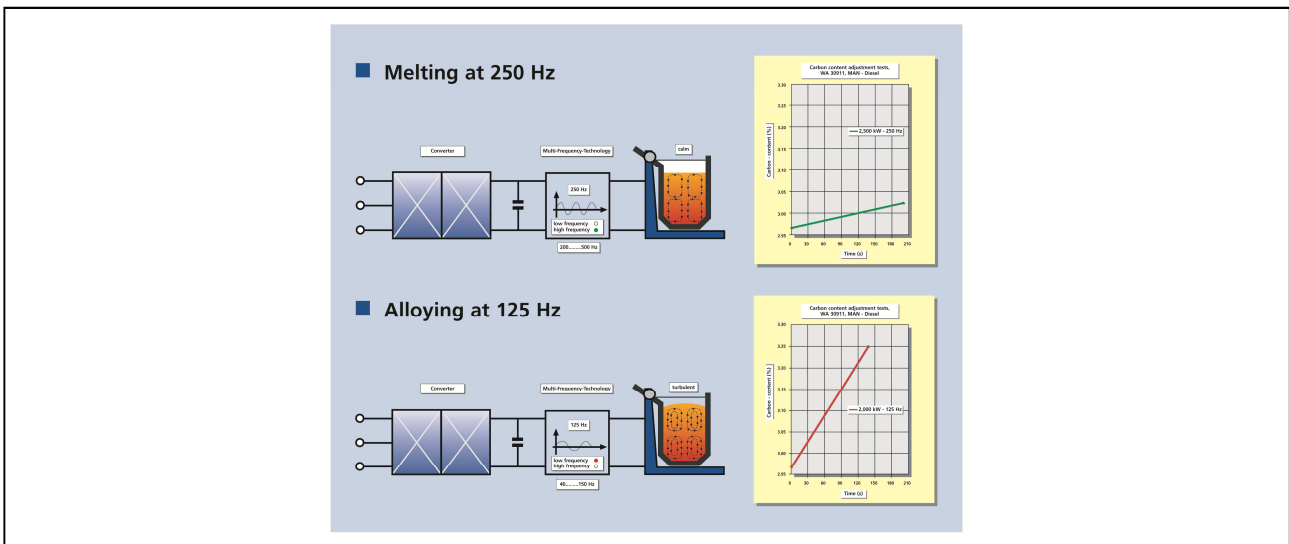 Melting at 250 Hz
Converter
Multi-Frequency-Technology
calm
250 Hz
low frequency
high frequency
200.........500 Hz
Carbon content adjustment tests,
WA 30911, MAN - Diesel
Carbon - content (%)
3.30
3.25
3.20
3.15
3.10
3.05
3.00
2.95
2,500 kW - 250 Hz
0 30 60 90 120 150 180 210
Time (s)
Alloying at 125 Hz
Converter
Multi-Frequency-Technology
turbulent
125 Hz
low frequency
high frequency
40.........150 Hz
Carbon content adjustment tests,
WA 30911, MAN - Diesel
Carbon - content (%)
3.30
3.25
3.20
3.15
3.10
3.05
3.00
2.95
2,000 kW - 125 Hz
0 30 60 90 120 150 180 210
Time (s)